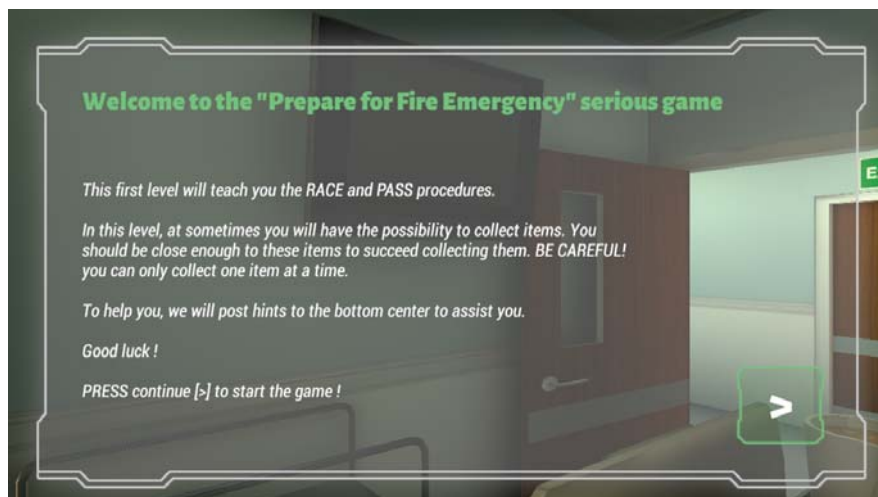 Welcome to the "Prepare for Fire Emergency" serious game
This first level will teach you the RACE and PASS procedures.
In this level, at sometimes you will have the possibility to collect items. You
should be close enough to these items to succeed collecting them. BE CAREFUL!
you can only collect one item at a time.
To help you, we will post hints to the bottom center to assist you.
Good luck !
PRESS continue [>] to start the game !
E
>